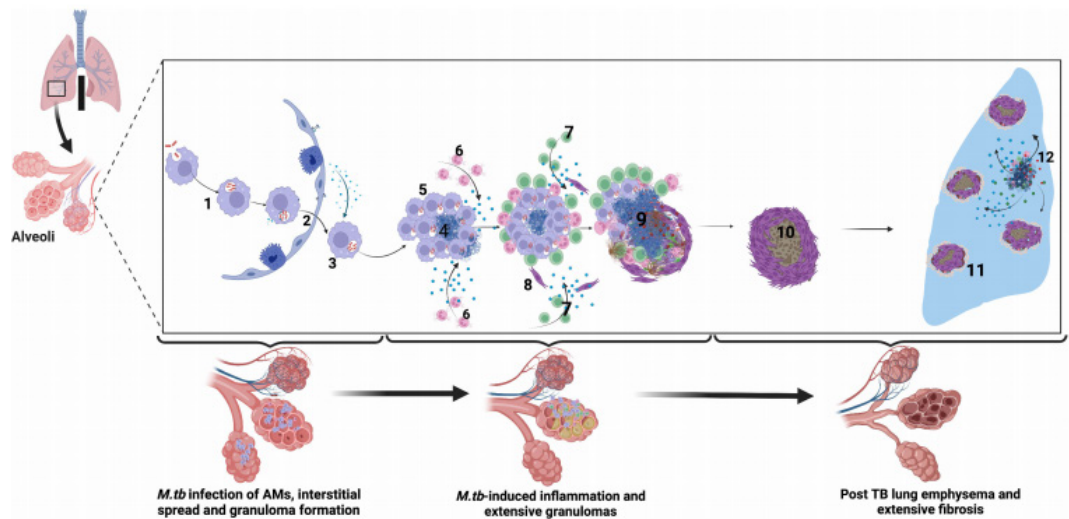 Alveoli
1
2
3
4
5
6
6
7
7
8
9
10
11
12
M.tb infection of AMs, interstitial
spread and granuloma formation
M.tb-induced inflammation and
extensive granulomas
Post TB lung emphysema and
extensive fibrosis